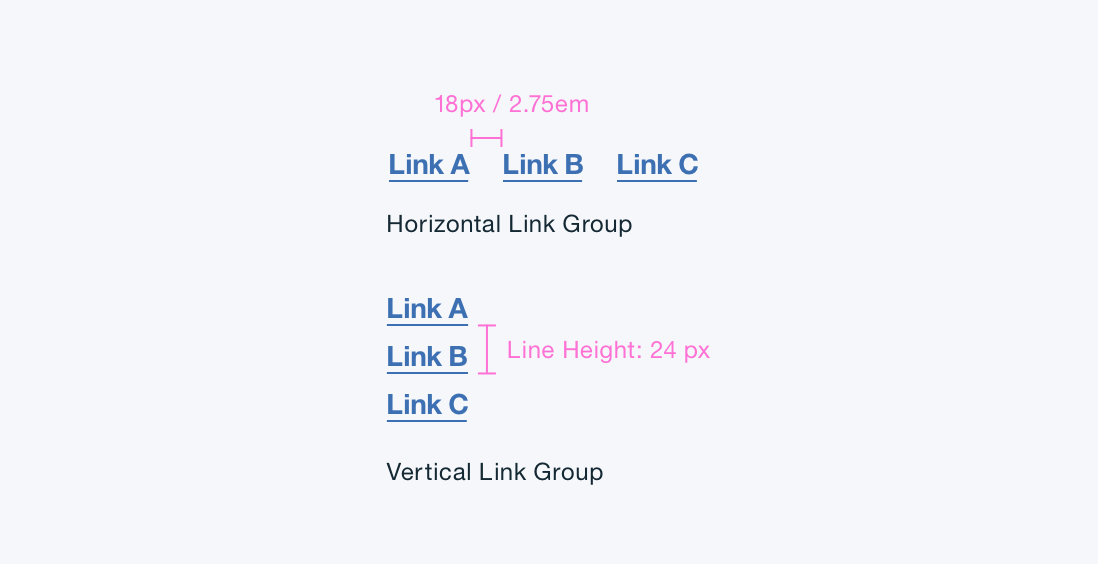 18px / 2.75em
Link A Link B Link C
Horizontal Link Group
Link A
Link B
Line Height: 24 px
Link C
Vertical Link Group